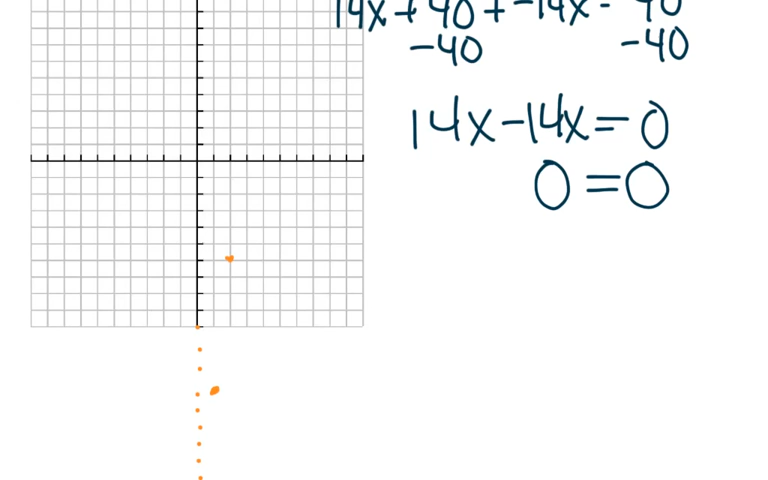 14x + 40 + -14x = 40
-40 -40
14x - 14x = 0
0 = 0